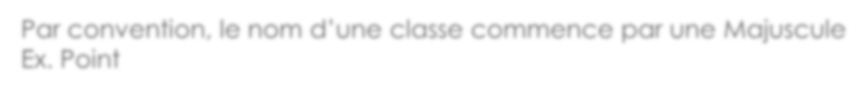 Par convention, le nom d'une classe commence par une Majuscule
Ex. Point